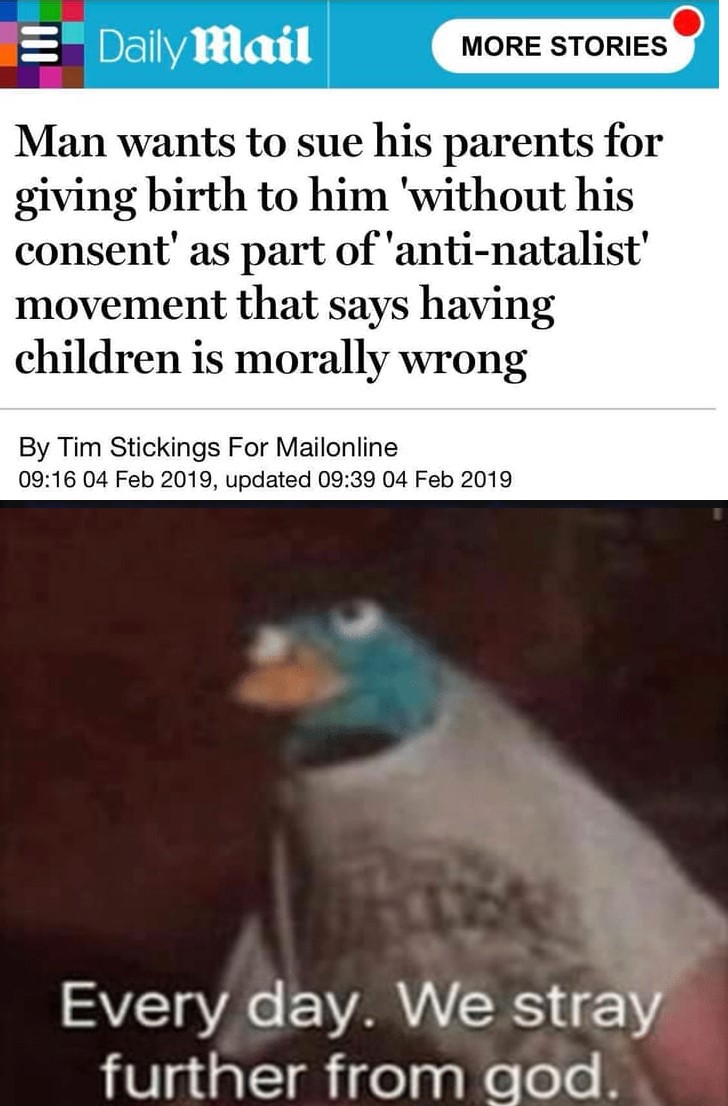 Daily Mail
MORE STORIES
Man wants to sue his parents for
giving birth to him 'without his
consent' as part of 'anti-natalist'
movement that says having
children is morally wrong
By Tim Stickings For Mailonline
09:16 04 Feb 2019, updated 09:39 04 Feb 2019
Every day. We stray
further from god.